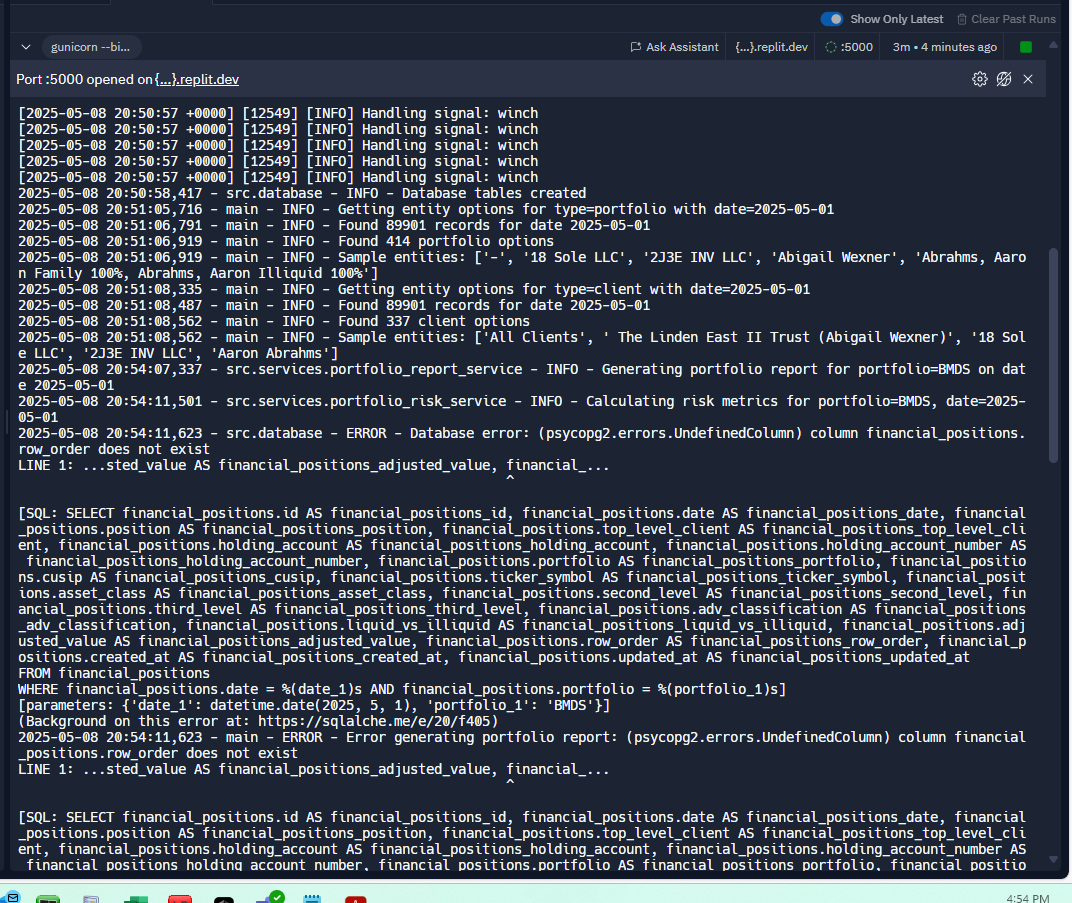 Show Only Latest Clear Past Runs
gunicorn --bi... Ask Assistant {...}.replit.dev :5000 3m • 4 minutes ago
Port :5000 opened on {...}.replit.dev
[2025-05-08 20:50:57 +0000] [12549] [INFO] Handling signal: winch
[2025-05-08 20:50:57 +0000] [12549] [INFO] Handling signal: winch
[2025-05-08 20:50:57 +0000] [12549] [INFO] Handling signal: winch
[2025-05-08 20:50:57 +0000] [12549] [INFO] Handling signal: winch
[2025-05-08 20:50:57 +0000] [12549] [INFO] Handling signal: winch
2025-05-08 20:50:58,417 - src.database - INFO - Database tables created
2025-05-08 20:51:05,716 - main - INFO - Getting entity options for type=portfolio with date=2025-05-01
2025-05-08 20:51:06,791 - main - INFO - Found 89901 records for date 2025-05-01
2025-05-08 20:51:06,919 - main - INFO - Found 414 portfolio options
2025-05-08 20:51:06,919 - main - INFO - Sample entities: ['-', '18 Sole LLC', '2J3E INV LLC', 'Abigail Wexner', 'Abrahms, Aaro
n Family 100%, Abrahms, Aaron Illiquid 100%']
2025-05-08 20:51:08,335 - main - INFO - Getting entity options for type=client with date=2025-05-01
2025-05-08 20:51:08,487 - main - INFO - Found 89901 records for date 2025-05-01
2025-05-08 20:51:08,562 - main - INFO - Found 337 client options
2025-05-08 20:51:08,562 - main - INFO - Sample entities: ['All Clients', ' The Linden East II Trust (Abigail Wexner)', '18 Sol
e LLC', '2J3E INV LLC', 'Aaron Abrahms']
2025-05-08 20:54:07,337 - src.services.portfolio_report_service - INFO - Generating portfolio report for portfolio=BMDS on dat
e 2025-05-01
2025-05-08 20:54:11,501 - src.services.portfolio_risk_service - INFO - Calculating risk metrics for portfolio=BMDS, date=2025-
05-01
2025-05-08 20:54:11,623 - src.database - ERROR - Database error: (psycopg2.errors.UndefinedColumn) column financial_positions.
row_order does not exist
LINE 1: ...sted_value AS financial_positions_adjusted_value, financial_...
^
[SQL: SELECT financial_positions.id AS financial_positions_id, financial_positions.date AS financial_positions_date, financial
_positions.position AS financial_positions_position, financial_positions.top_level_client AS financial_positions_top_level_cli
ent, financial_positions.holding_account AS financial_positions_holding_account, financial_positions.holding_account_number AS
financial_positions_holding_account_number, financial_positions.portfolio AS financial_positions_portfolio, financial_positio
ns.cusip AS financial_positions_cusip, financial_positions.ticker_symbol AS financial_positions_ticker_symbol, financial_posit
ions.asset_class AS financial_positions_asset_class, financial_positions.second_level AS financial_positions_second_level, fin
ancial_positions.third_level AS financial_positions_third_level, financial_positions.adv_classification AS financial_positions
_adv_classification, financial_positions.liquid_vs_illiquid AS financial_positions_liquid_vs_illiquid, financial_positions.adj
usted_value AS financial_positions_adjusted_value, financial_positions.row_order AS financial_positions_row_order, financial_p
ositions.created_at AS financial_positions_created_at, financial_positions.updated_at AS financial_positions_updated_at
FROM financial_positions
WHERE financial_positions.date = %(date_1)s AND financial_positions.portfolio = %(portfolio_1)s]
[parameters: {'date_1': datetime.date(2025, 5, 1), 'portfolio_1': 'BMDS'}]
(Background on this error at: https://sqlalche.me/e/20/f405)
2025-05-08 20:54:11,623 - main - ERROR - Error generating portfolio report: (psycopg2.errors.UndefinedColumn) column financial
_positions.row_order does not exist
LINE 1: ...sted_value AS financial_positions_adjusted_value, financial_...
^
[SQL: SELECT financial_positions.id AS financial_positions_id, financial_positions.date AS financial_positions_date, financial
_positions.position AS financial_positions_position, financial_positions.top_level_client AS financial_positions_top_level_cli
ent, financial_positions.holding_account AS financial_positions_holding_account, financial_positions.holding_account_number AS
financial_positions_holding_account_number, financial_positions.portfolio AS financial_positions_portfolio, financial_positio
4:54 PM